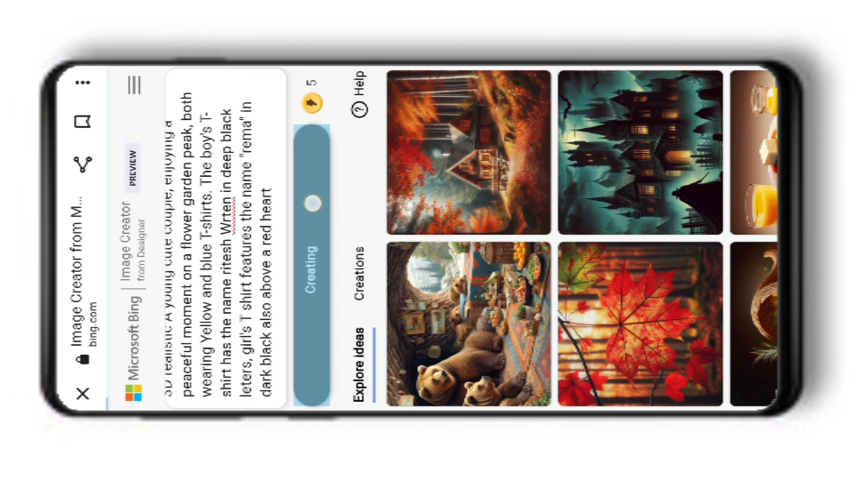 Image Creator from M...
bing.com
Microsoft Bing
Image Creator
from Designer
PREVIEW
3D realistic A young cute couple, enjoying a
peaceful moment on a flower garden peak, both
wearing Yellow and blue T-shirts. The boy's T-
shirt has the name ritesh Wrten in deep black
leters, girl's T shirt features the name "rema" in
dark black also above a red heart
Creating
5
Explore ideas
Creations
Help